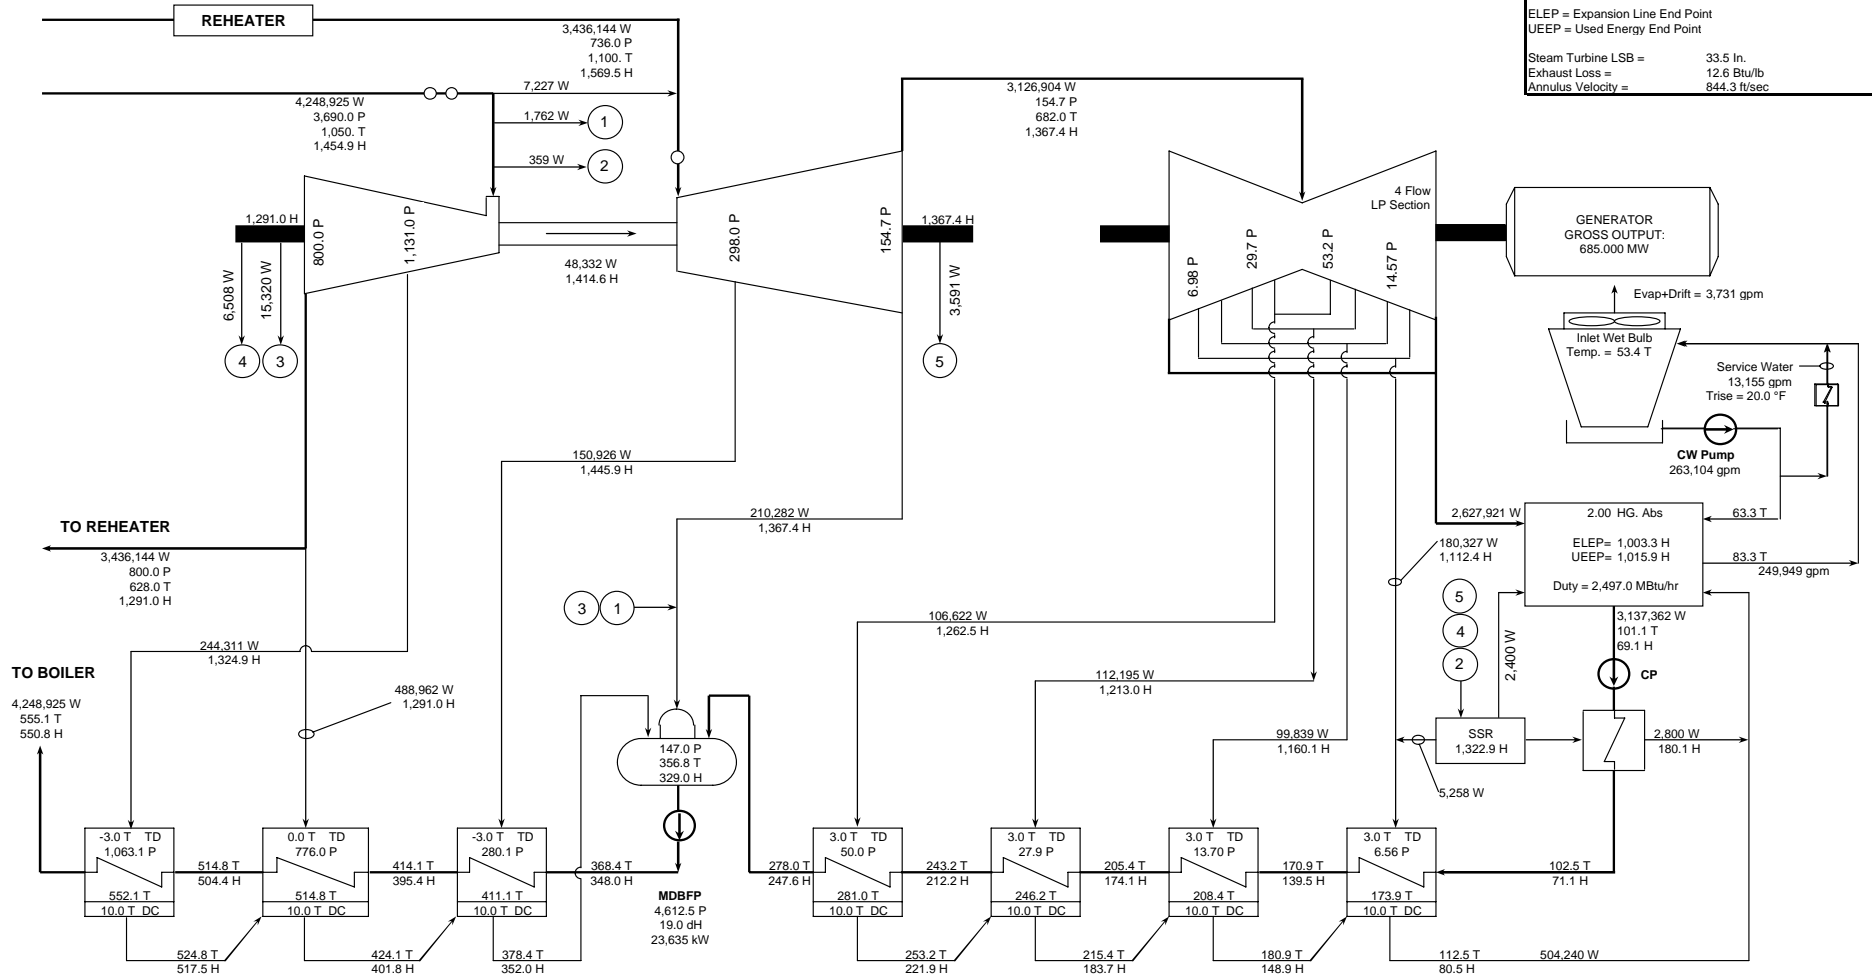 REHEATER
3,436,144 W
736.0 P
1,100. T
1,569.5 H
ELEP = Expansion Line End Point
UEEP = Used Energy End Point
Steam Turbine LSB = 33.5 In.
Exhaust Loss = 12.6 Btu/lb
Annulus Velocity = 844.3 ft/sec
4,248,925 W
3,690.0 P
1,050. T
1,454.9 H
7,227 W
1,762 W
1
359 W
2
3,126,904 W
154.7 P
682.0 T
1,367.4 H
1,291.0 H
800.0 P
1,131.0 P
48,332 W
1,414.6 H
298.0 P
154.7 P
1,367.4 H
6,508 W
15,320 W
4
3
3,591 W
5
4 Flow
LP Section
6.98 P
29.7 P
53.2 P
14.57 P
GENERATOR
GROSS OUTPUT:
685.000 MW
Evap+Drift = 3,731 gpm
Inlet Wet Bulb
Temp. = 53.4 T
Service Water
13,155 gpm
Trise = 20.0 °F
CW Pump
263,104 gpm
150,926 W
1,445.9 H
210,282 W
1,367.4 H
TO REHEATER
3,436,144 W
800.0 P
628.0 T
1,291.0 H
2,627,921 W
2.00 HG. Abs
ELEP= 1,003.3 H
UEEP= 1,015.9 H
Duty = 2,497.0 MBtu/hr
63.3 T
83.3 T
249,949 gpm
180,327 W
1,112.4 H
3
1
106,622 W
1,262.5 H
5
4
2
2,400 W
3,137,362 W
101.1 T
69.1 H
CP
244,311 W
1,324.9 H
TO BOILER
4,248,925 W
555.1 T
550.8 H
488,962 W
1,291.0 H
112,195 W
1,213.0 H
99,839 W
1,160.1 H
SSR
1,322.9 H
2,800 W
180.1 H
5,258 W
147.0 P
356.8 T
329.0 H
-3.0 T TD
1,063.1 P
552.1 T
10.0 T DC
514.8 T
504.4 H
0.0 T TD
776.0 P
514.8 T
10.0 T DC
414.1 T
395.4 H
-3.0 T TD
280.1 P
411.1 T
10.0 T DC
368.4 T
348.0 H
MDBFP
4,612.5 P
19.0 dH
23,635 kW
278.0 T
247.6 H
3.0 T TD
50.0 P
281.0 T
10.0 T DC
243.2 T
212.2 H
3.0 T TD
27.9 P
246.2 T
10.0 T DC
205.4 T
174.1 H
3.0 T TD
13.70 P
208.4 T
10.0 T DC
170.9 T
139.5 H
3.0 T TD
6.56 P
173.9 T
10.0 T DC
102.5 T
71.1 H
524.8 T
517.5 H
424.1 T
401.8 H
378.4 T
352.0 H
253.2 T
221.9 H
215.4 T
183.7 H
180.9 T
148.9 H
112.5 T
80.5 H
504,240 W